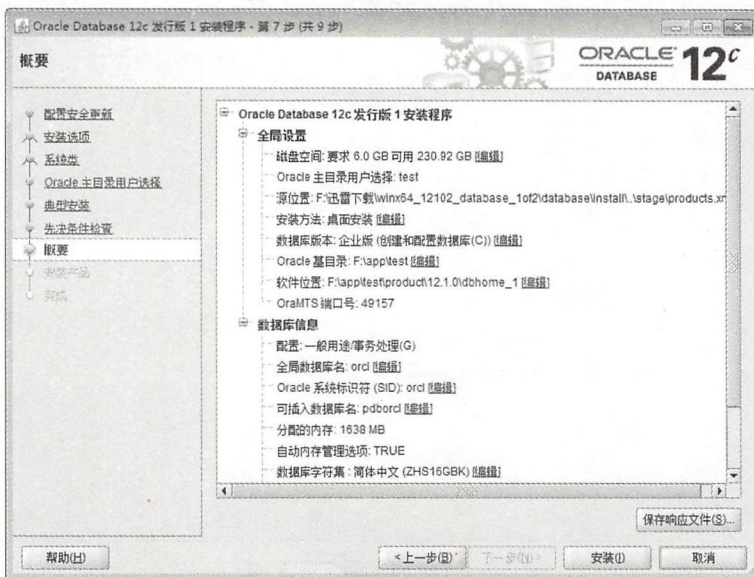 Oracle Database 12c 发行版 1 安装程序 - 第 7 步 (共 9 步)
概要
ORACLE
DATABASE
12c
配置安全更新
安装选项
系统类
Oracle 主目录用户选择
典型安装
先决条件检查
概要
安装产品
完成
Oracle Database 12c 发行版 1 安装程序
全局设置
磁盘空间: 要求 6.0 GB 可用 230.92 GB [编辑]
Oracle 主目录用户选择: test
源位置: F:\迅雷下载\winx64_12102_database_1of2\database\install\..\stage\products.xr
安装方法: 桌面安装 [编辑]
数据库版本: 企业版 (创建和配置数据库(C)) [编辑]
Oracle 基目录: F:\app\test [编辑]
软件位置: F:\app\test\product\12.1.0\dbhome_1 [编辑]
OraMTS 端口号: 49157
数据库信息
配置: 一般用途/事务处理(G)
全局数据库名: orcl [编辑]
Oracle 系统标识符 (SID): orcl [编辑]
可插入数据库名: pdborcl [编辑]
分配的内存: 1638 MB
自动内存管理选项: TRUE
数据库字符集: 简体中文 (ZHS16GBK) [编辑]
保存响应文件(S)...
帮助(H)
<上一步(B)
下一步(N)>
安装(I)
取消